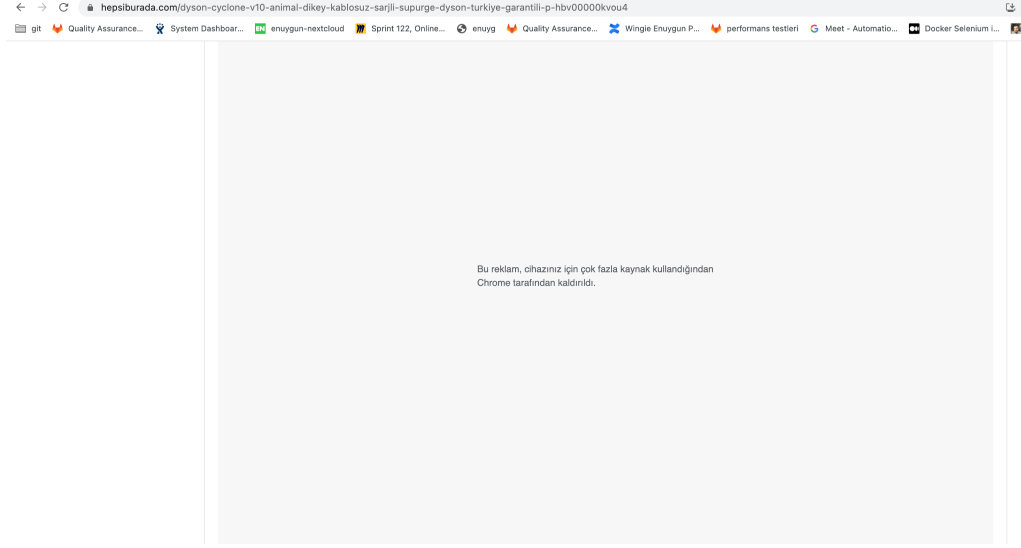 hepsiburada.com/dyson-cyclone-v10-animal-dikey-kablosuz-sarjli-supurge-dyson-turkiye-garantili-p-hbv00000kvou4
git Quality Assurance... System Dashboar... EN enuygun-nextcloud Sprint 122, Online... enuyg Quality Assurance... Wingie Enuygun P... performans testleri G Meet - Automatio... Docker Selenium i...
Bu reklam, cihazınız için çok fazla kaynak kullandığından
Chrome tarafından kaldırıldı.